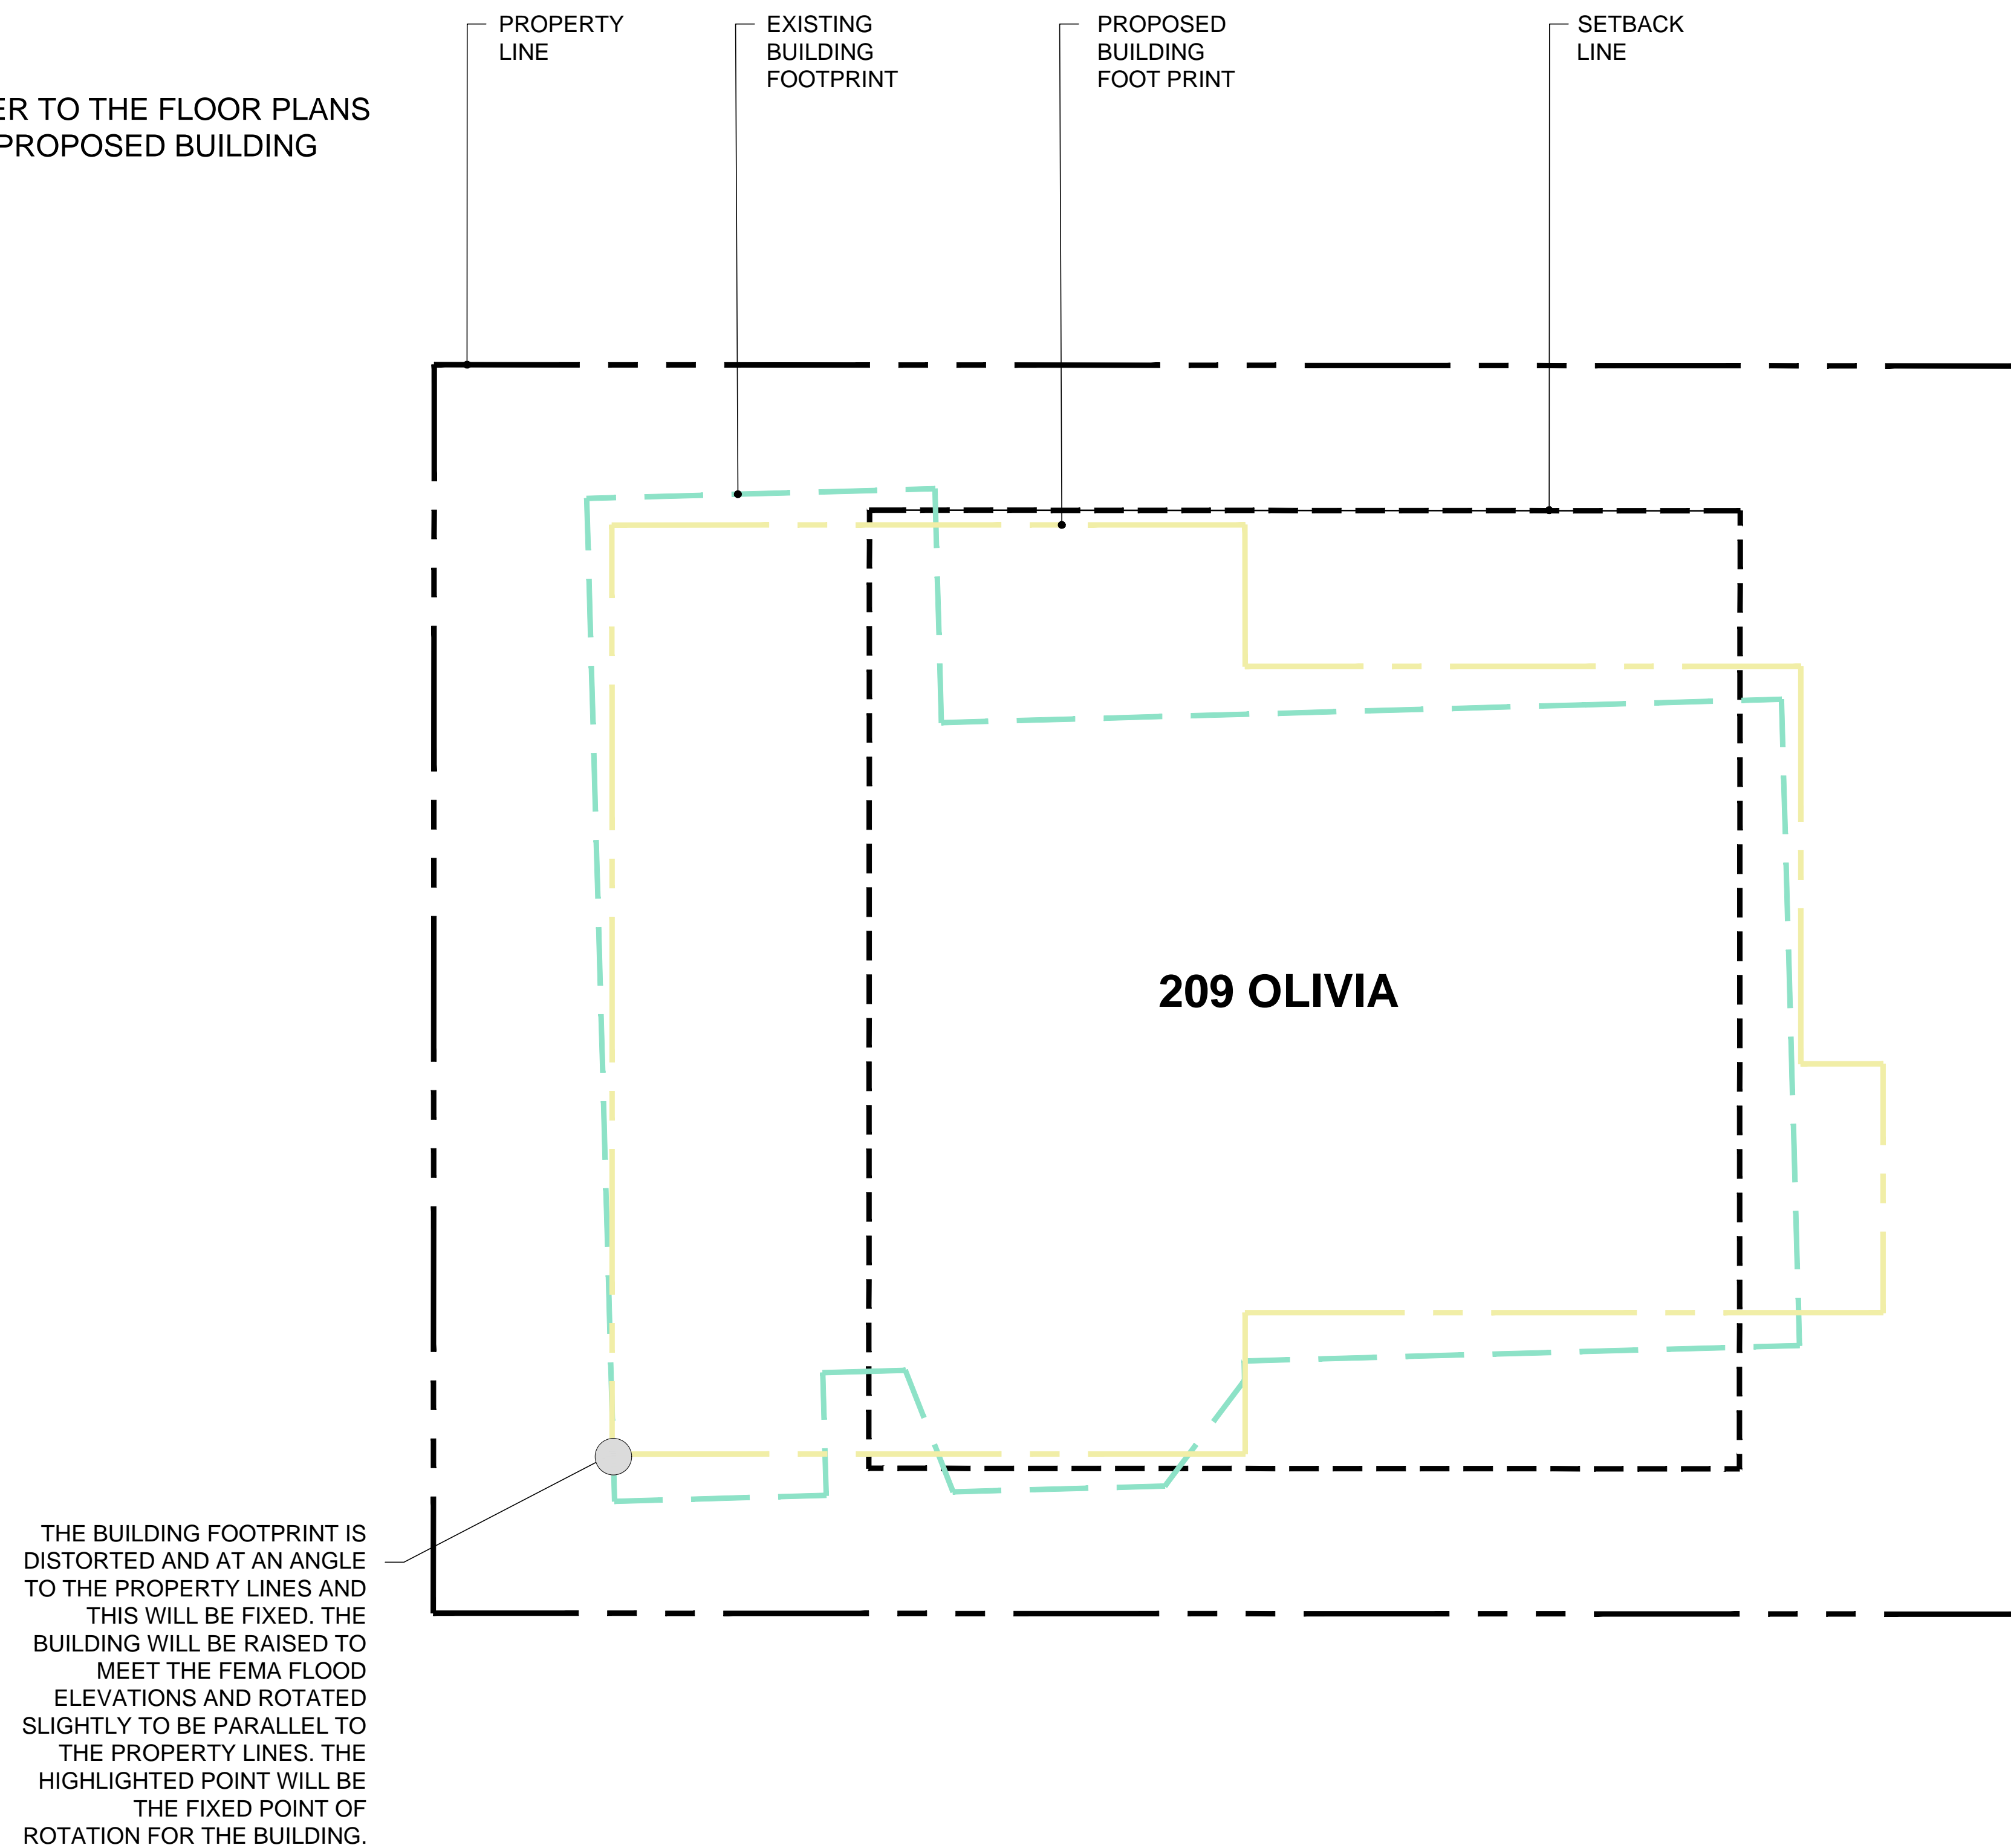 PROPERTY
LINE
EXISTING
BUILDING
FOOTPRINT
PROPOSED
BUILDING
FOOT PRINT
SETBACK
LINE
TO THE FLOOR PLANS
PROPOSED BUILDING
209 OLIVIA
THE BUILDING FOOTPRINT IS
DISTORTED AND AT AN ANGLE
TO THE PROPERTY LINES AND
THIS WILL BE FIXED. THE
BUILDING WILL BE RAISED TO
MEET THE FEMA FLOOD
ELEVATIONS AND ROTATED
SLIGHTLY TO BE PARALLEL TO
THE PROPERTY LINES. THE
HIGHLIGHTED POINT WILL BE
THE FIXED POINT OF
ROTATION FOR THE BUILDING.